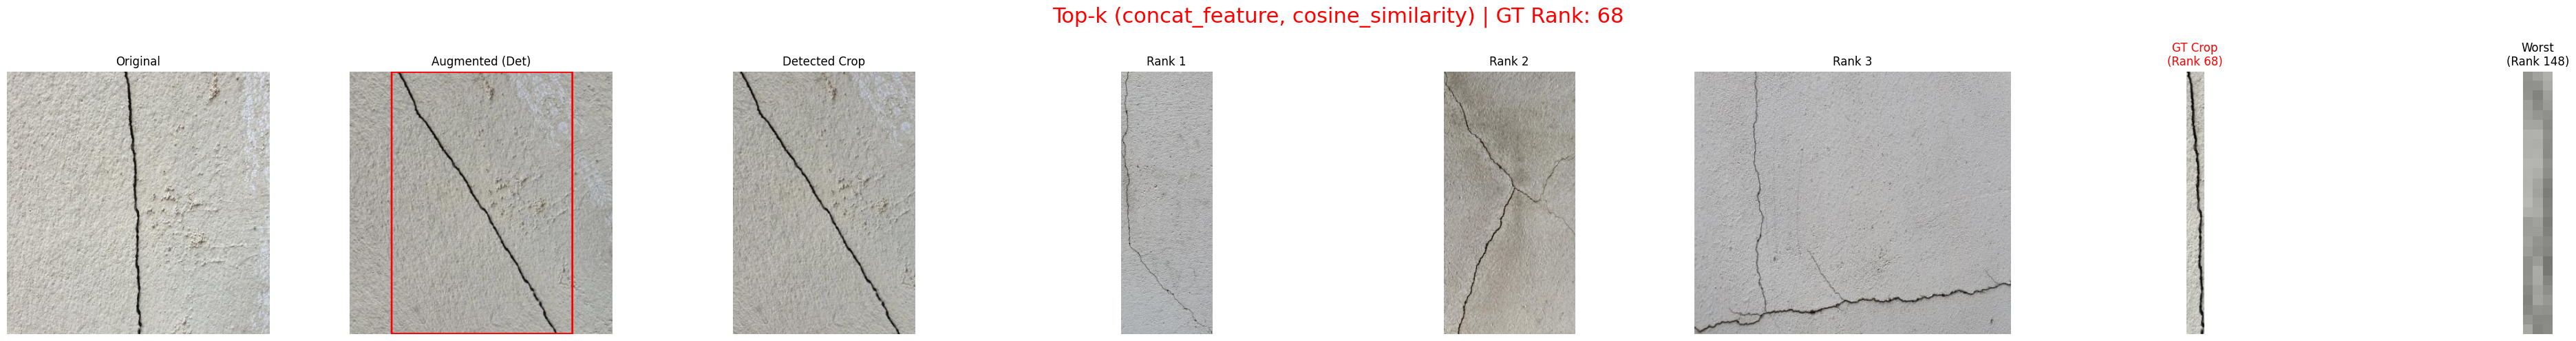 Top-k (concat_feature, cosine_similarity) | GT Rank: 68
Original
Augmented (Det)
Detected Crop
Rank 1
Rank 2
Rank 3
GT Crop
(Rank 68)
Worst
(Rank 148)